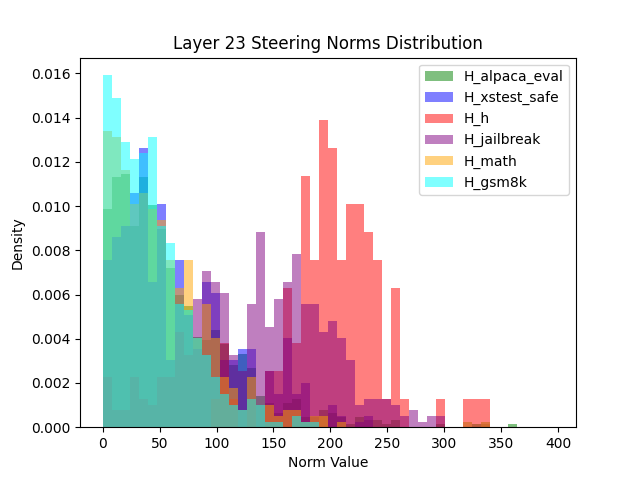 Layer 23 Steering Norms Distribution
Density
0.016
0.014
0.012
0.010
0.008
0.006
0.004
0.002
0.000
H_alpaca_eval
H_xstest_safe
H_h
H_jailbreak
H_math
H_gsm8k
0 50 100 150 200 250 300 350 400
Norm Value